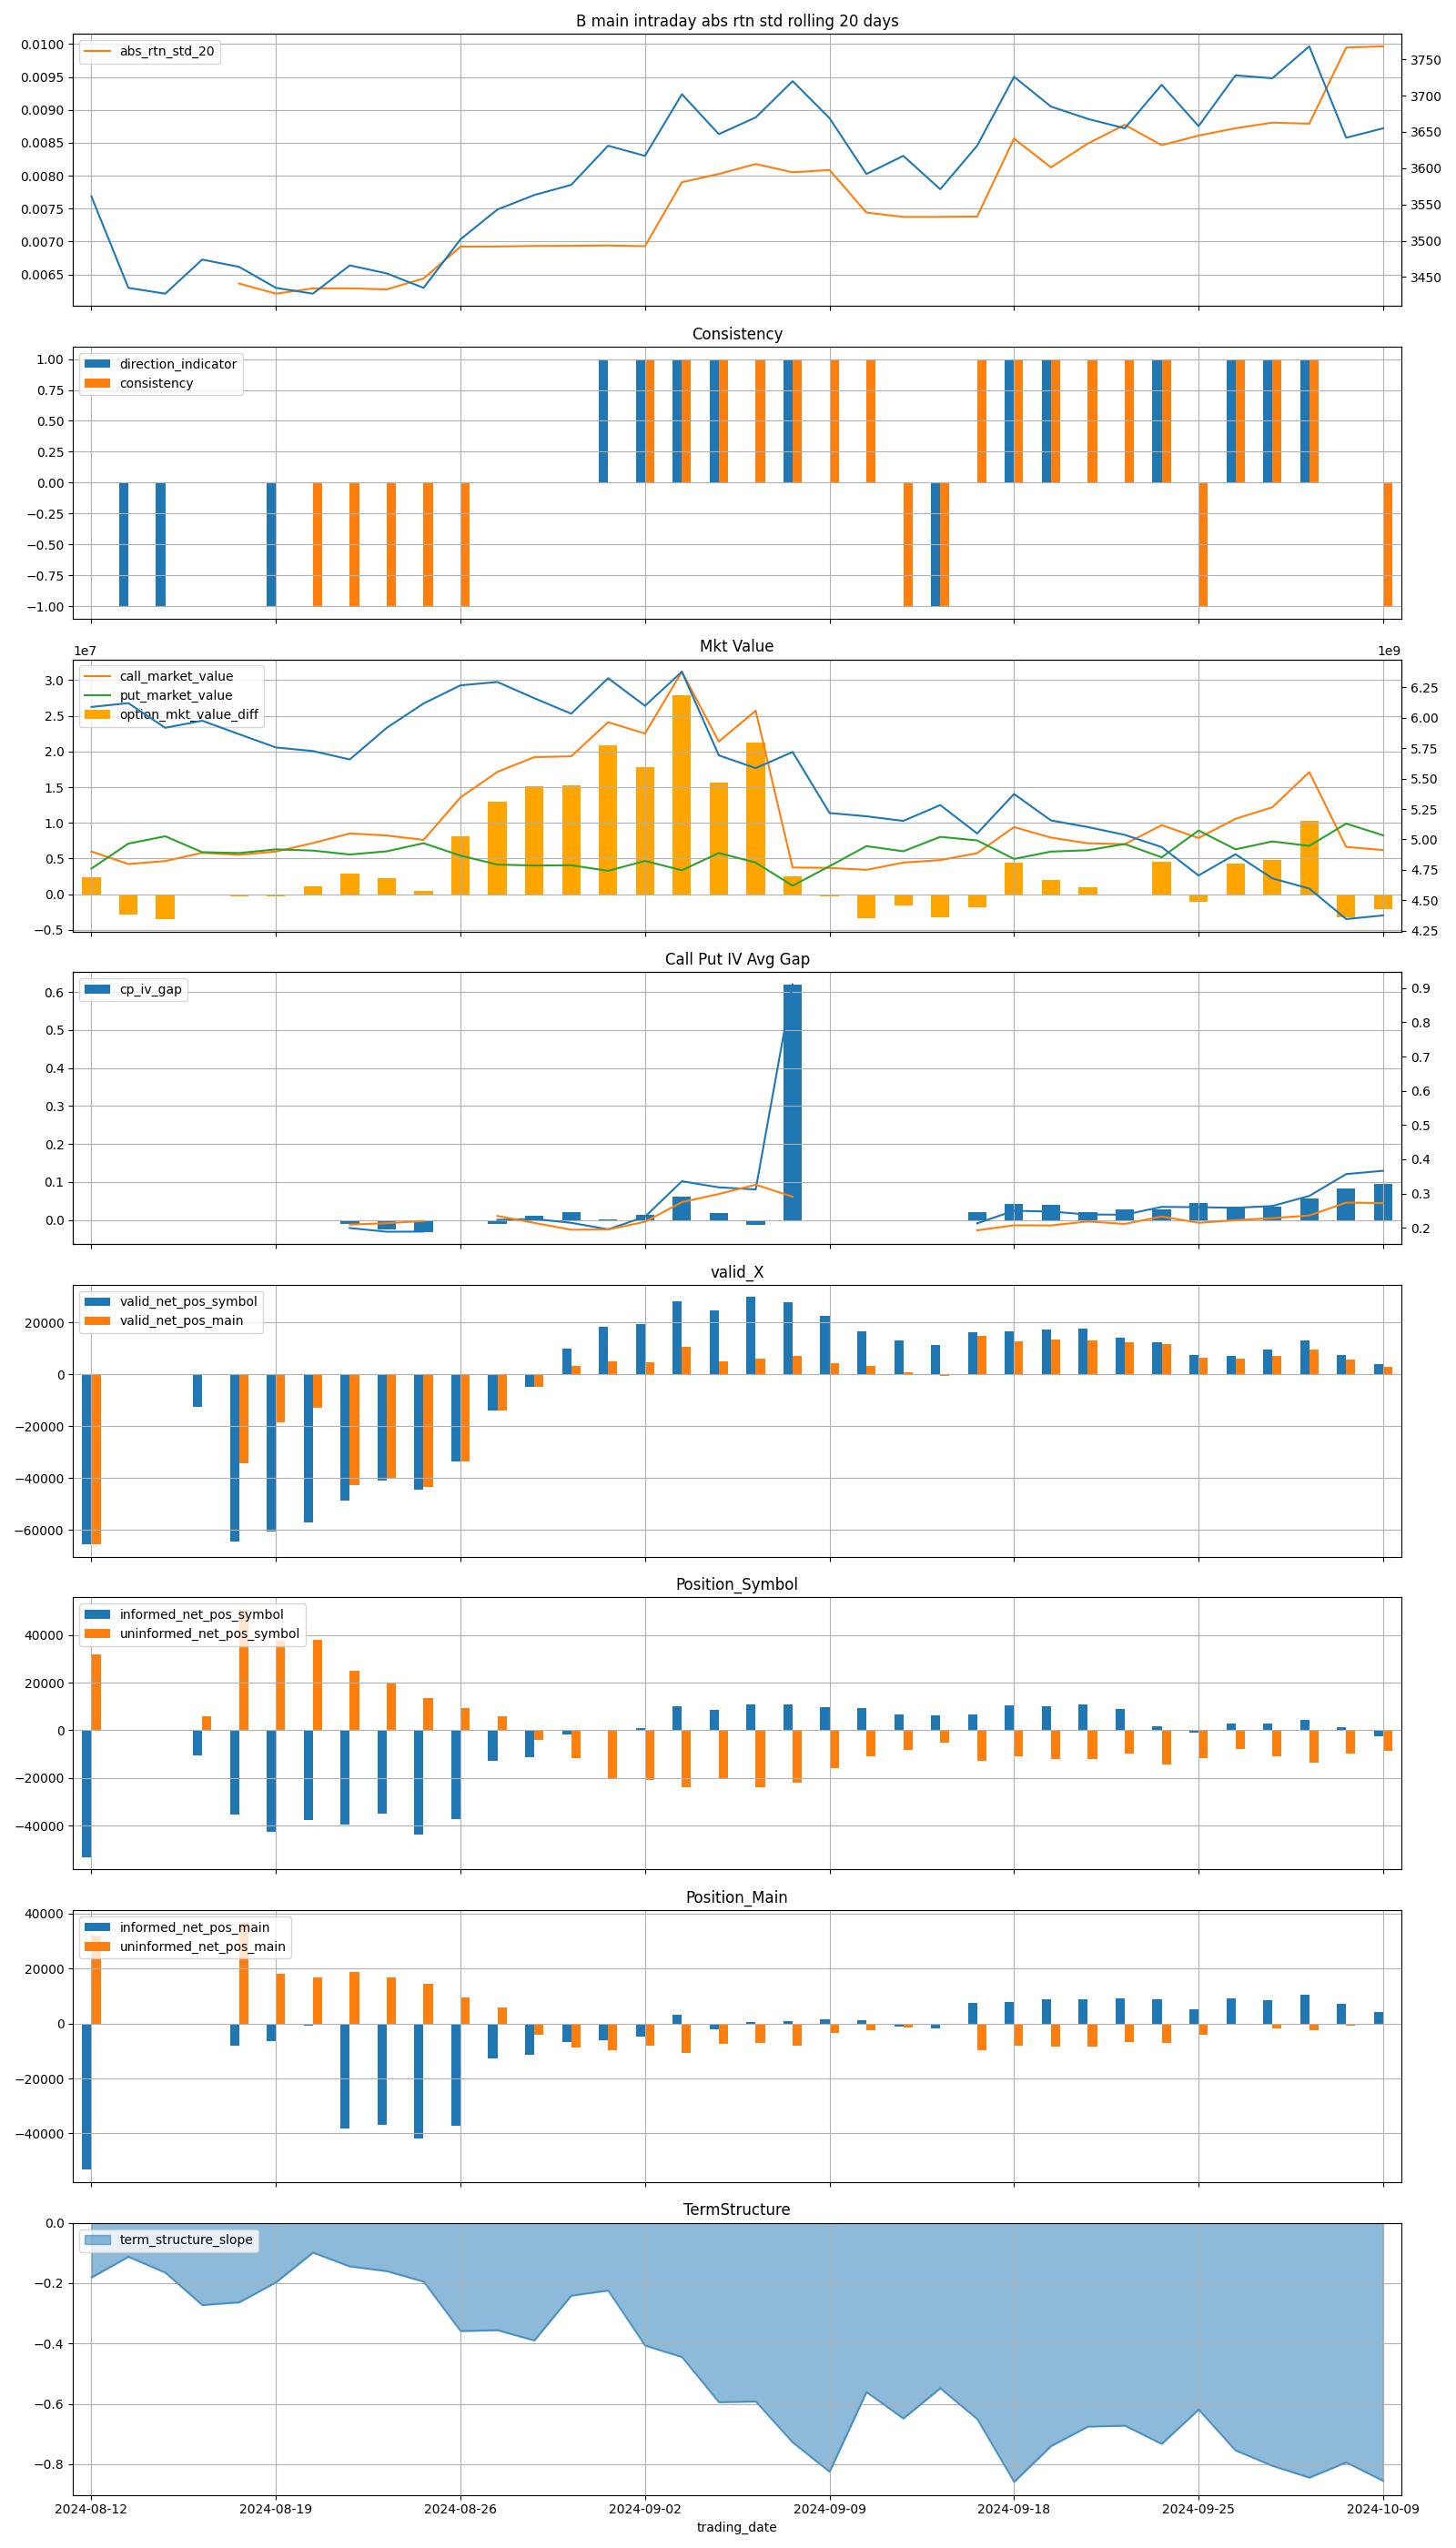 B main intraday abs rtn std rolling 20 days
abs_rtn_std_20
0.0100
0.0095
0.0090
0.0085
0.0080
0.0075
0.0070
0.0065
3750
3700
3650
3600
3550
3500
3450
Consistency
direction_indicator
consistency
1.00
0.75
0.50
0.25
0.00
−0.25
−0.50
−0.75
−1.00
Mkt Value
1e7
1e9
call_market_value
put_market_value
option_mkt_value_diff
3.0
2.5
2.0
1.5
1.0
0.5
0.0
−0.5
6.25
6.00
5.75
5.50
5.25
5.00
4.75
4.50
4.25
Call Put IV Avg Gap
cp_iv_gap
0.6
0.5
0.4
0.3
0.2
0.1
0.0
0.9
0.8
0.7
0.6
0.5
0.4
0.3
0.2
valid_X
valid_net_pos_symbol
valid_net_pos_main
20000
0
−20000
−40000
−60000
Position_Symbol
informed_net_pos_symbol
uninformed_net_pos_symbol
40000
20000
0
−20000
−40000
Position_Main
informed_net_pos_main
uninformed_net_pos_main
40000
20000
0
−20000
−40000
TermStructure
term_structure_slope
0.0
−0.2
−0.4
−0.6
−0.8
2024-08-12 2024-08-19 2024-08-26 2024-09-02 2024-09-09 2024-09-18 2024-09-25 2024-10-09
trading_date